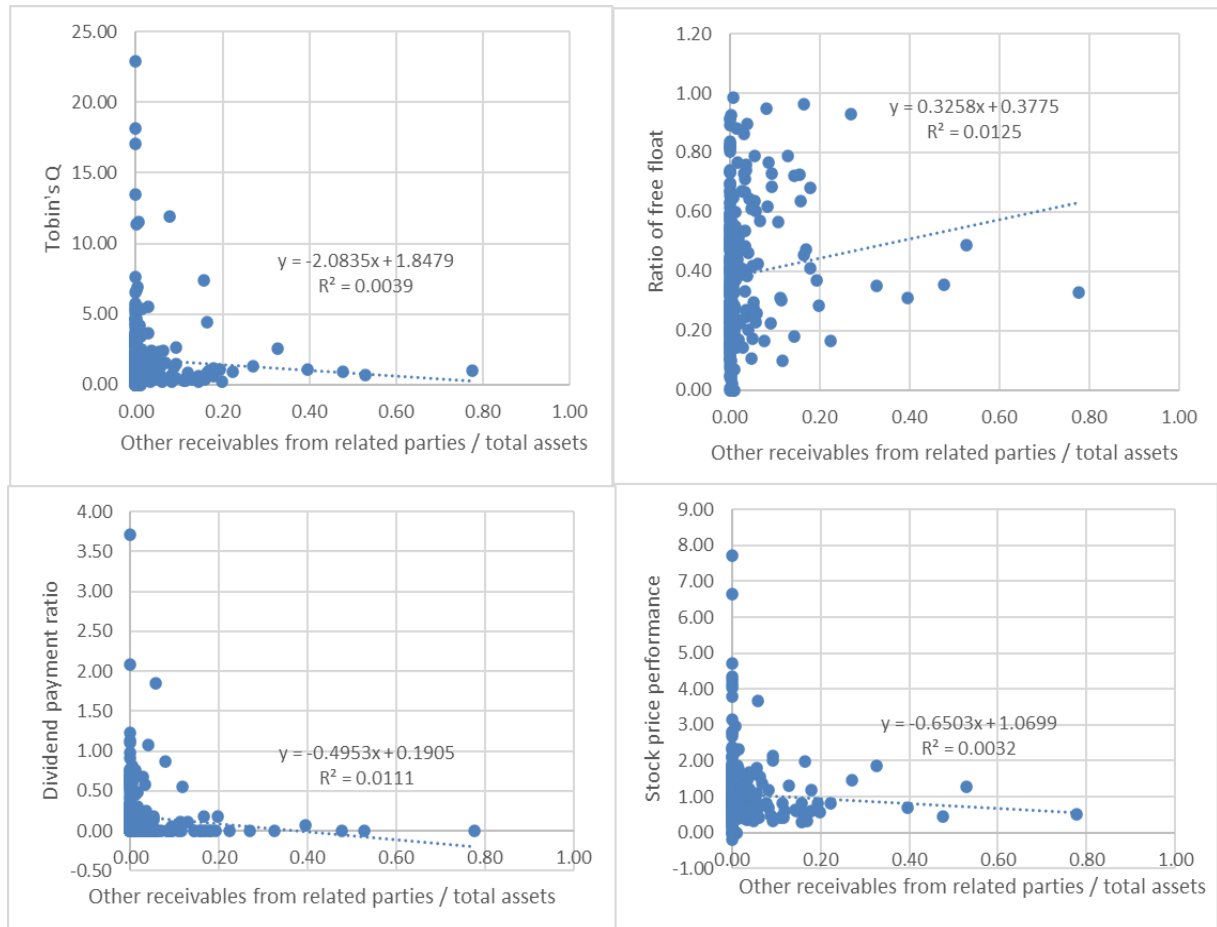 25.00
20.00
15.00
10.00
5.00
0.00
Tobin's Q
y = -2.0835x + 1.8479
R² = 0.0039
0.00 0.20 0.40 0.60 0.80 1.00
Other receivables from related parties / total assets
1.20
1.00
0.80
0.60
0.40
0.20
0.00
Ratio of free float
y = 0.3258x + 0.3775
R² = 0.0125
0.00 0.20 0.40 0.60 0.80 1.00
Other receivables from related parties / total assets
4.00
3.50
3.00
2.50
2.00
1.50
1.00
0.50
0.00
-0.50
Dividend payment ratio
y = -0.4953x + 0.1905
R² = 0.0111
0.00 0.20 0.40 0.60 0.80 1.00
Other receivables from related parties / total assets
9.00
8.00
7.00
6.00
5.00
4.00
3.00
2.00
1.00
0.00
-1.00
Stock price performance
y = -0.6503x + 1.0699
R² = 0.0032
0.00 0.20 0.40 0.60 0.80 1.00
Other receivables from related parties / total assets